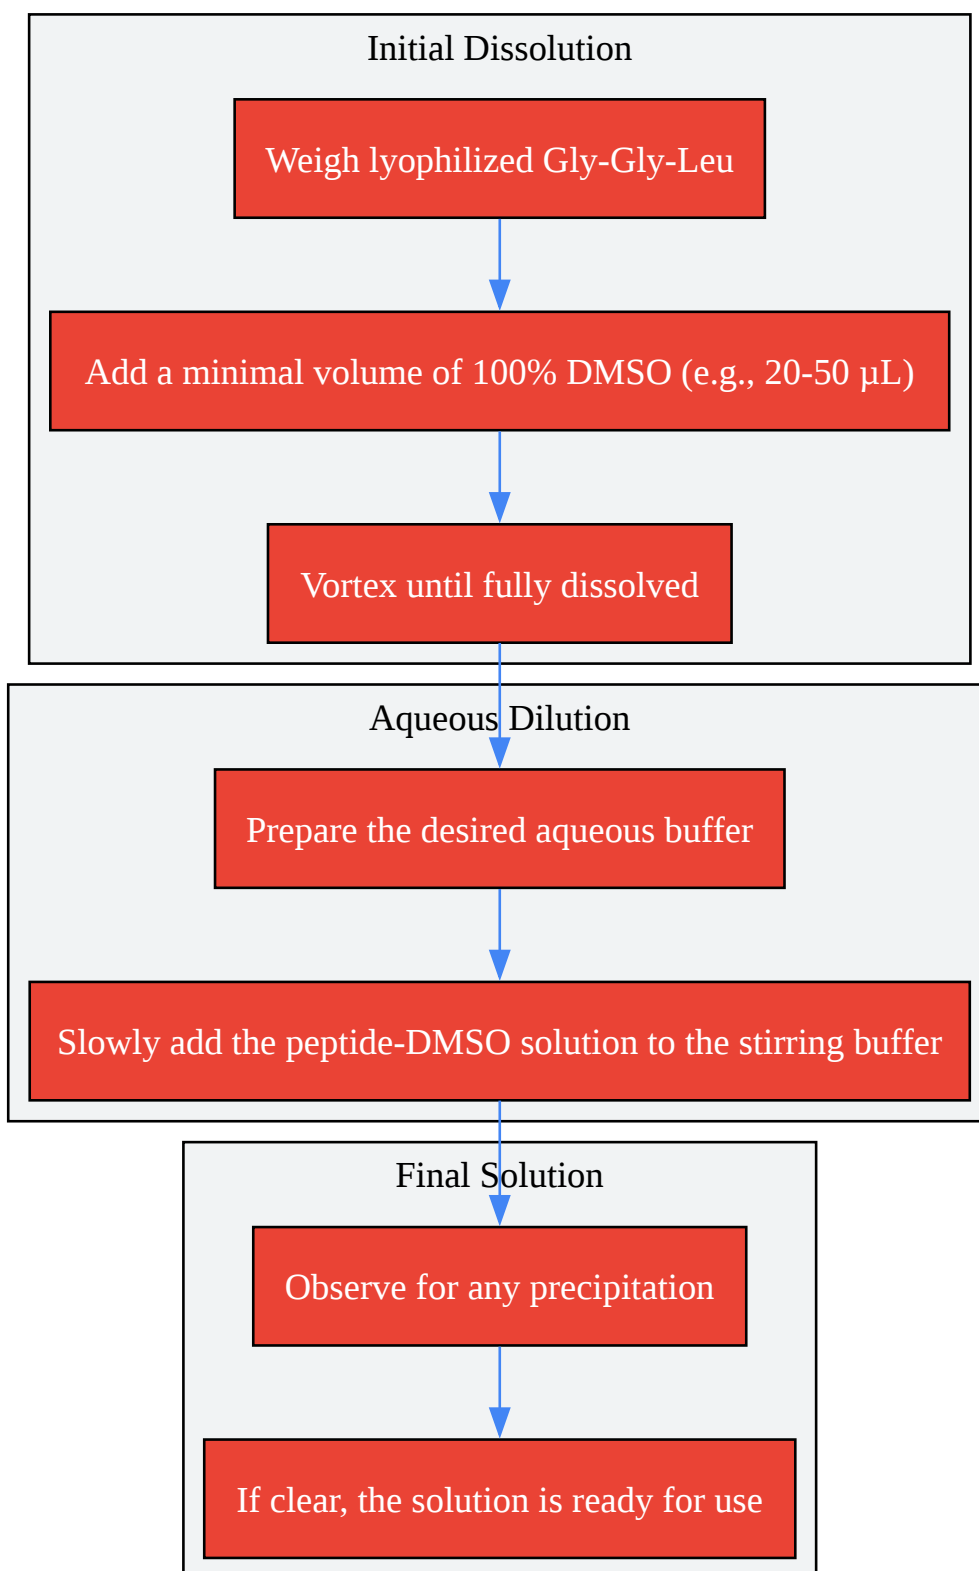 Initial Dissolution
Weigh lyophilized Gly-Gly-Leu
Add a minimal volume of 100% DMSO (e.g., 20-50 µL)
Vortex until fully dissolved
Aqueous Dilution
Prepare the desired aqueous buffer
Slowly add the peptide-DMSO solution to the stirring buffer
Final Solution
Observe for any precipitation
If clear, the solution is ready for use